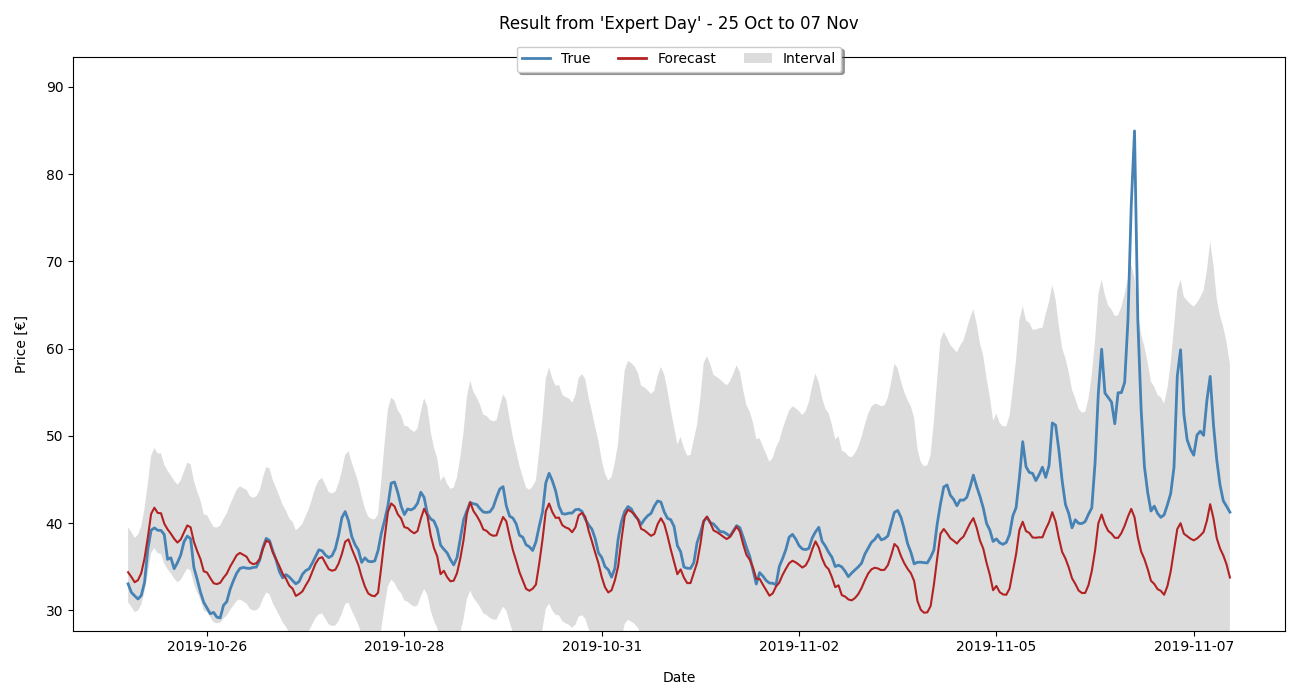 Result from 'Expert Day' - 25 Oct to 07 Nov
True Forecast Interval
90
80
70
60
50
40
30
Price [€]
2019-10-26 2019-10-28 2019-10-31 2019-11-02 2019-11-05 2019-11-07
Date